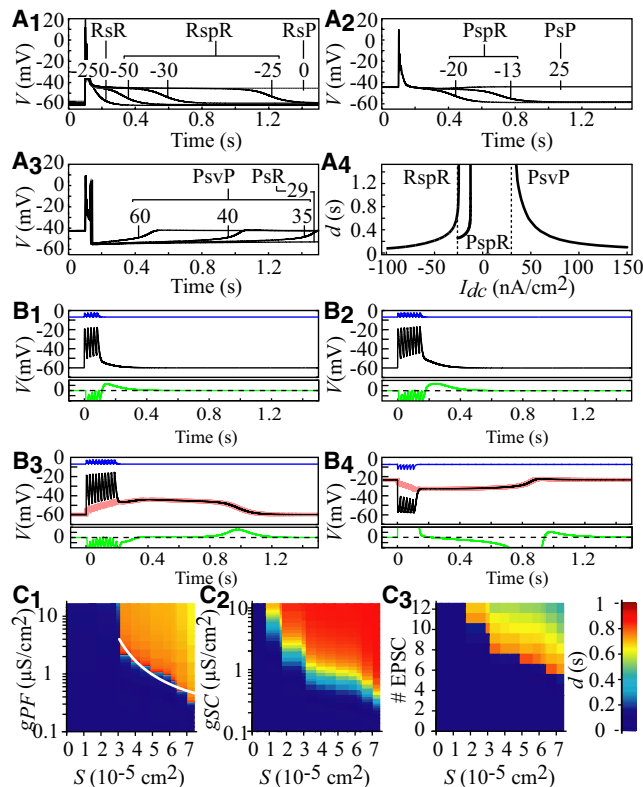 A1
RsR RspR RsP
20
0
-20
-40
-60
V (mV)
-250 -50 -30 -25 0
0 0.4 0.8 1.2
Time (s)
A2
PspR PsP
20
0
-20
-40
-60
V (mV)
-20 -13 25
0 0.4 0.8 1.2
Time (s)
A3
PsvP PsR
29
20
0
-20
-40
-60
V (mV)
60 40 35
0 0.4 0.8 1.2
Time (s)
A4
RspR PsvP
PspR
1.2
0.8
0.4
0
d (s)
-100 -50 0 50 100 150
Idc (nA/cm2)
B1
0
-20
-40
-60
V(mV)
0
0 0.4 0.8 1.2
Time (s)
B2
0
-20
-40
-60
V(mV)
0
0 0.4 0.8 1.2
Time (s)
B3
0
-20
-40
-60
V(mV)
0
0 0.4 0.8 1.2
Time (s)
B4
0
-20
-40
-60
V(mV)
0
0 0.4 0.8 1.2
Time (s)
C1
10
1
0.1
gPF (µS/cm2)
0 1 2 3 4 5 6 7
S (10-5 cm2)
C2
10
1
0.1
gSC (µS/cm2)
0 1 2 3 4 5 6 7
S (10-5 cm2)
C3
12
10
8
6
4
2
0
# EPSC
0 1 2 3 4 5 6 7
S (10-5 cm2)
1
0.8
0.6
0.4
0.2
0
d (s)